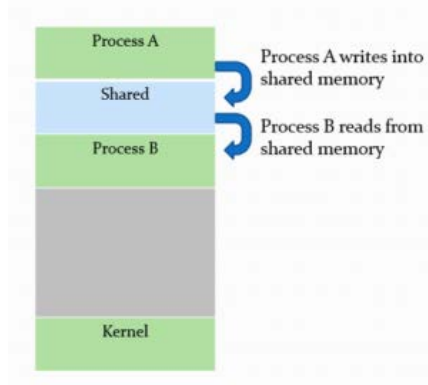 Process A
Process A writes into
shared memory
Shared
Process B reads from
shared memory
Process B
Kernel